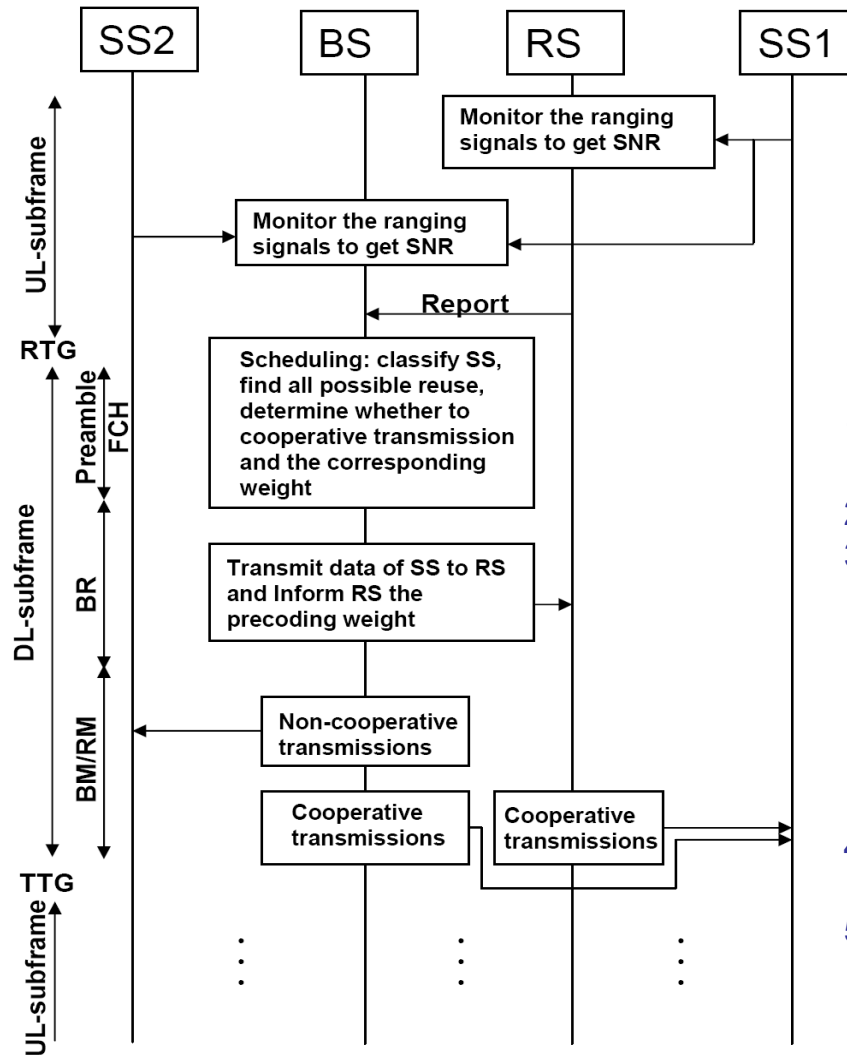 SS2
BS
RS
SS1
Monitor the ranging
signals to get SNR
Monitor the ranging
signals to get SNR
UL-subframe
Report
RTG
Scheduling: classify SS,
find all possible reuse,
determine whether to
cooperative transmission
and the corresponding
weight
Preamble
FCH
DL-subframe
BR
Transmit data of SS to RS
and Inform RS the
precoding weight
BM/RM
Non-cooperative
transmissions
Cooperative
transmissions
Cooperative
transmissions
TTG
UL-subframe